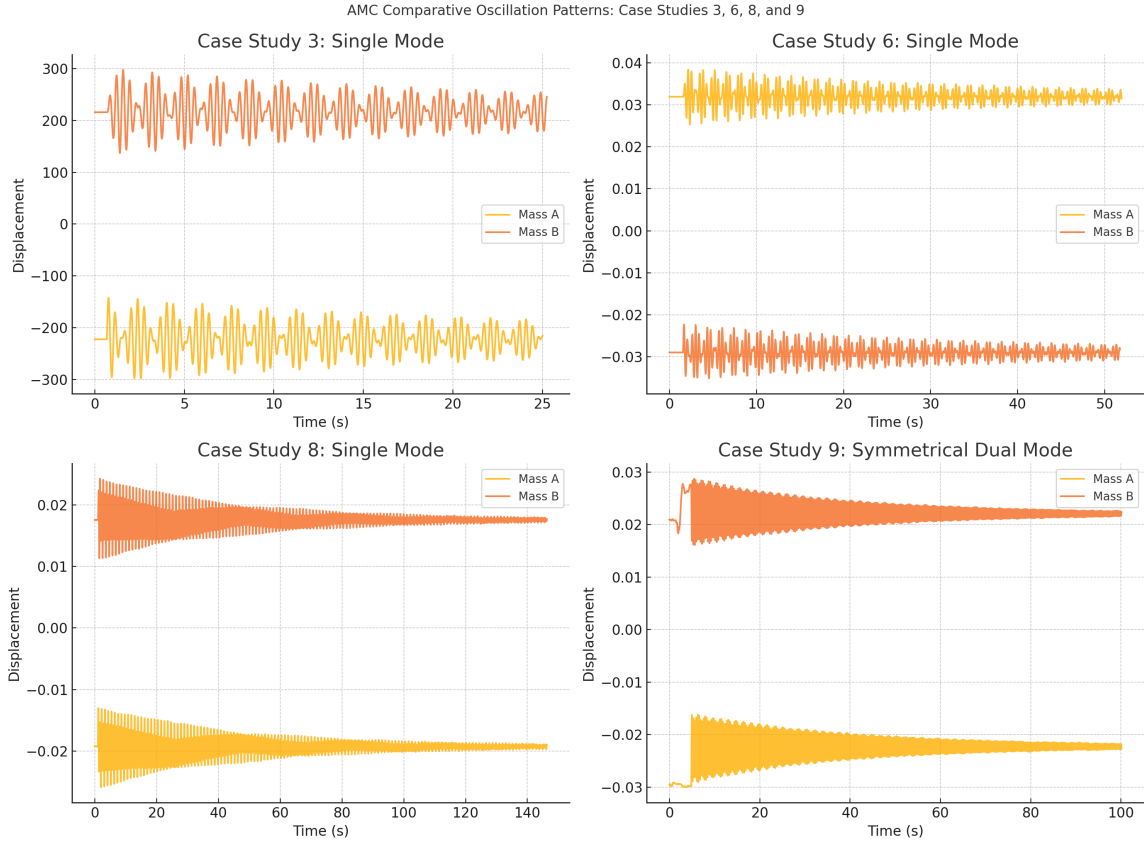 AMC Comparative Oscillation Patterns: Case Studies 3, 6, 8, and 9
Case Study 3: Single Mode
300
200
100
0
−100
−200
−300
Displacement
Mass A
Mass B
0 5 10 15 20 25
Time (s)
Case Study 6: Single Mode
0.04
0.03
0.02
0.01
0.00
−0.01
−0.02
−0.03
Displacement
Mass A
Mass B
0 10 20 30 40 50
Time (s)
Case Study 8: Single Mode
0.02
0.01
0.00
−0.01
−0.02
Displacement
Mass A
Mass B
0 20 40 60 80 100 120 140
Time (s)
Case Study 9: Symmetrical Dual Mode
0.03
0.02
0.01
0.00
−0.01
−0.02
−0.03
Displacement
Mass A
Mass B
0 20 40 60 80 100
Time (s)